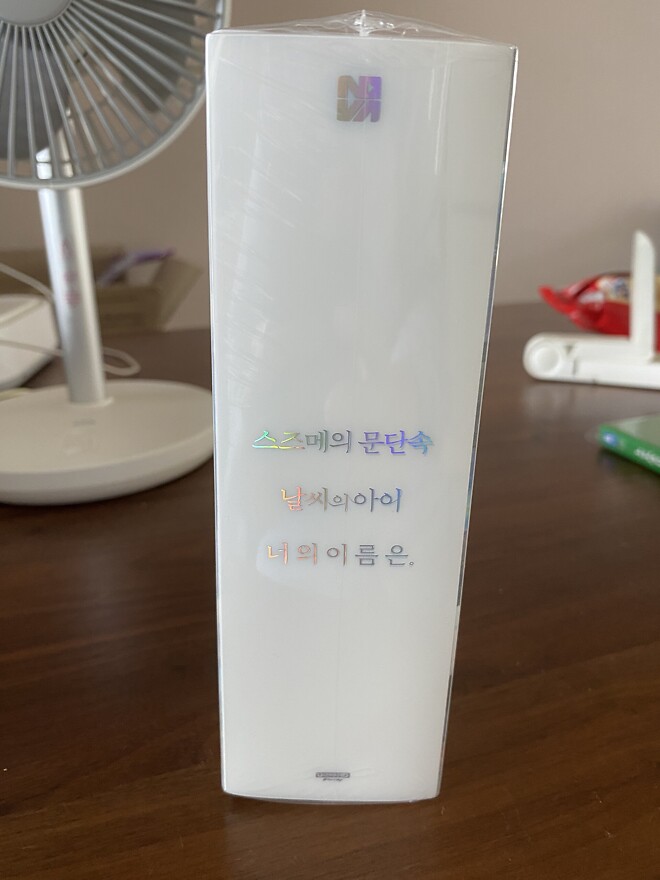 스즈메의 문단속
날씨의 아이
너의 이름은。